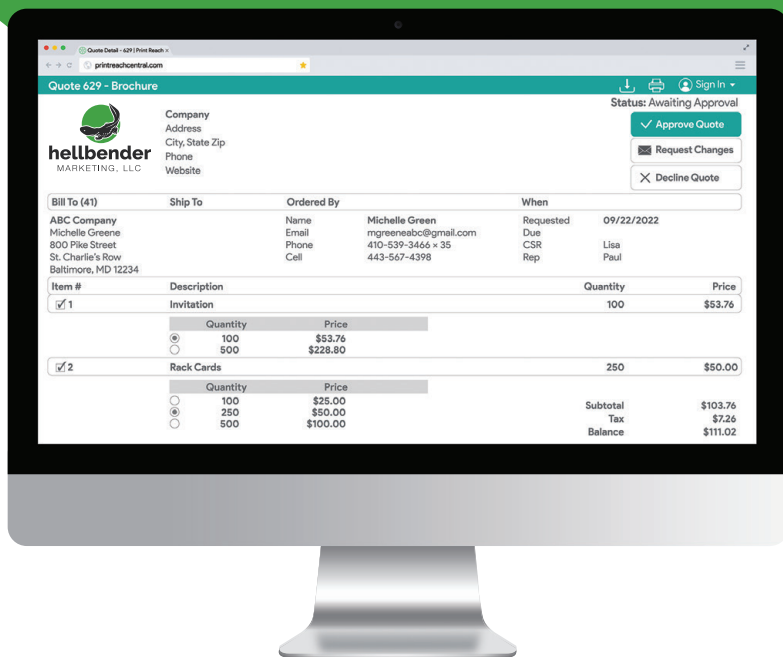 Quote Detail - 629 | Print Reach ×
printreachcentral.com
Quote 629 - Brochure
Sign In
Status: Awaiting Approval
hellbender
MARKETING, LLC
Company
Address
City, State Zip
Phone
Website
Approve Quote
Request Changes
Decline Quote
Bill To (41) Ship To Ordered By When
ABC Company Name Michelle Green Requested 09/22/2022
Michelle Greene Email mgreeneabc@gmail.com Due
800 Pike Street Phone 410-539-3466 × 35 CSR Lisa
St. Charlie's Row Cell 443-567-4398 Rep Paul
Baltimore, MD 12234
Item # Description Quantity Price
1 Invitation 100 $53.76
Quantity Price
100 $53.76
500 $228.80
2 Rack Cards 250 $50.00
Quantity Price
100 $25.00
250 $50.00
500 $100.00
Subtotal $103.76
Tax $7.26
Balance $111.02